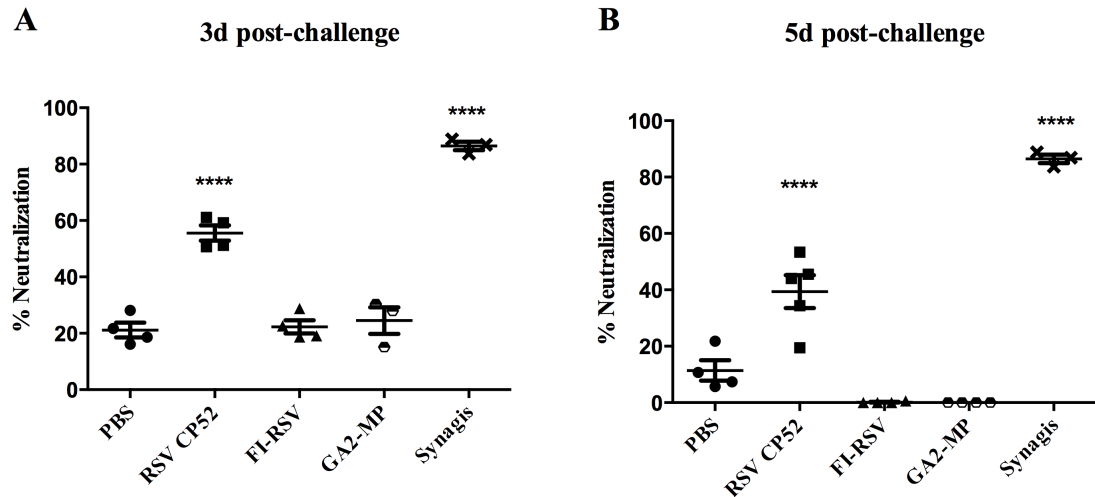 A
3d post-challenge
% Neutralization
100
80
60
40
20
0
****
****
PBS
RSV CP52
FI-RSV
GA2-MP
Synagis
B
5d post-challenge
% Neutralization
100
80
60
40
20
0
****
****
PBS
RSV CP52
FI-RSV
GA2-MP
Synagis